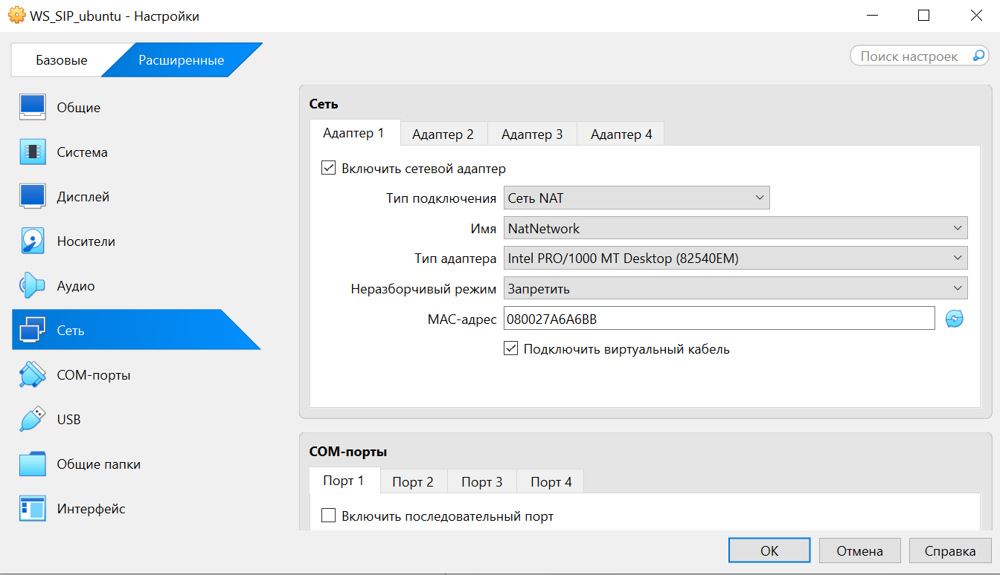 WS_SIP_ubuntu - Настройки
Базовые
Расширенные
Поиск настроек
Общие
Система
Дисплей
Носители
Аудио
Сеть
COM-порты
USB
Общие папки
Интерфейс
Сеть
Адаптер 1
Адаптер 2
Адаптер 3
Адаптер 4
Включить сетевой адаптер
Тип подключения
Сеть NAT
Имя
NatNetwork
Тип адаптера
Intel PRO/1000 MT Desktop (82540EM)
Неразборчивый режим
Запретить
MAC-адрес
080027A6A6BB
Подключить виртуальный кабель
COM-порты
Порт 1
Порт 2
Порт 3
Порт 4
Включить последовательный порт
ОК
Отмена
Справка